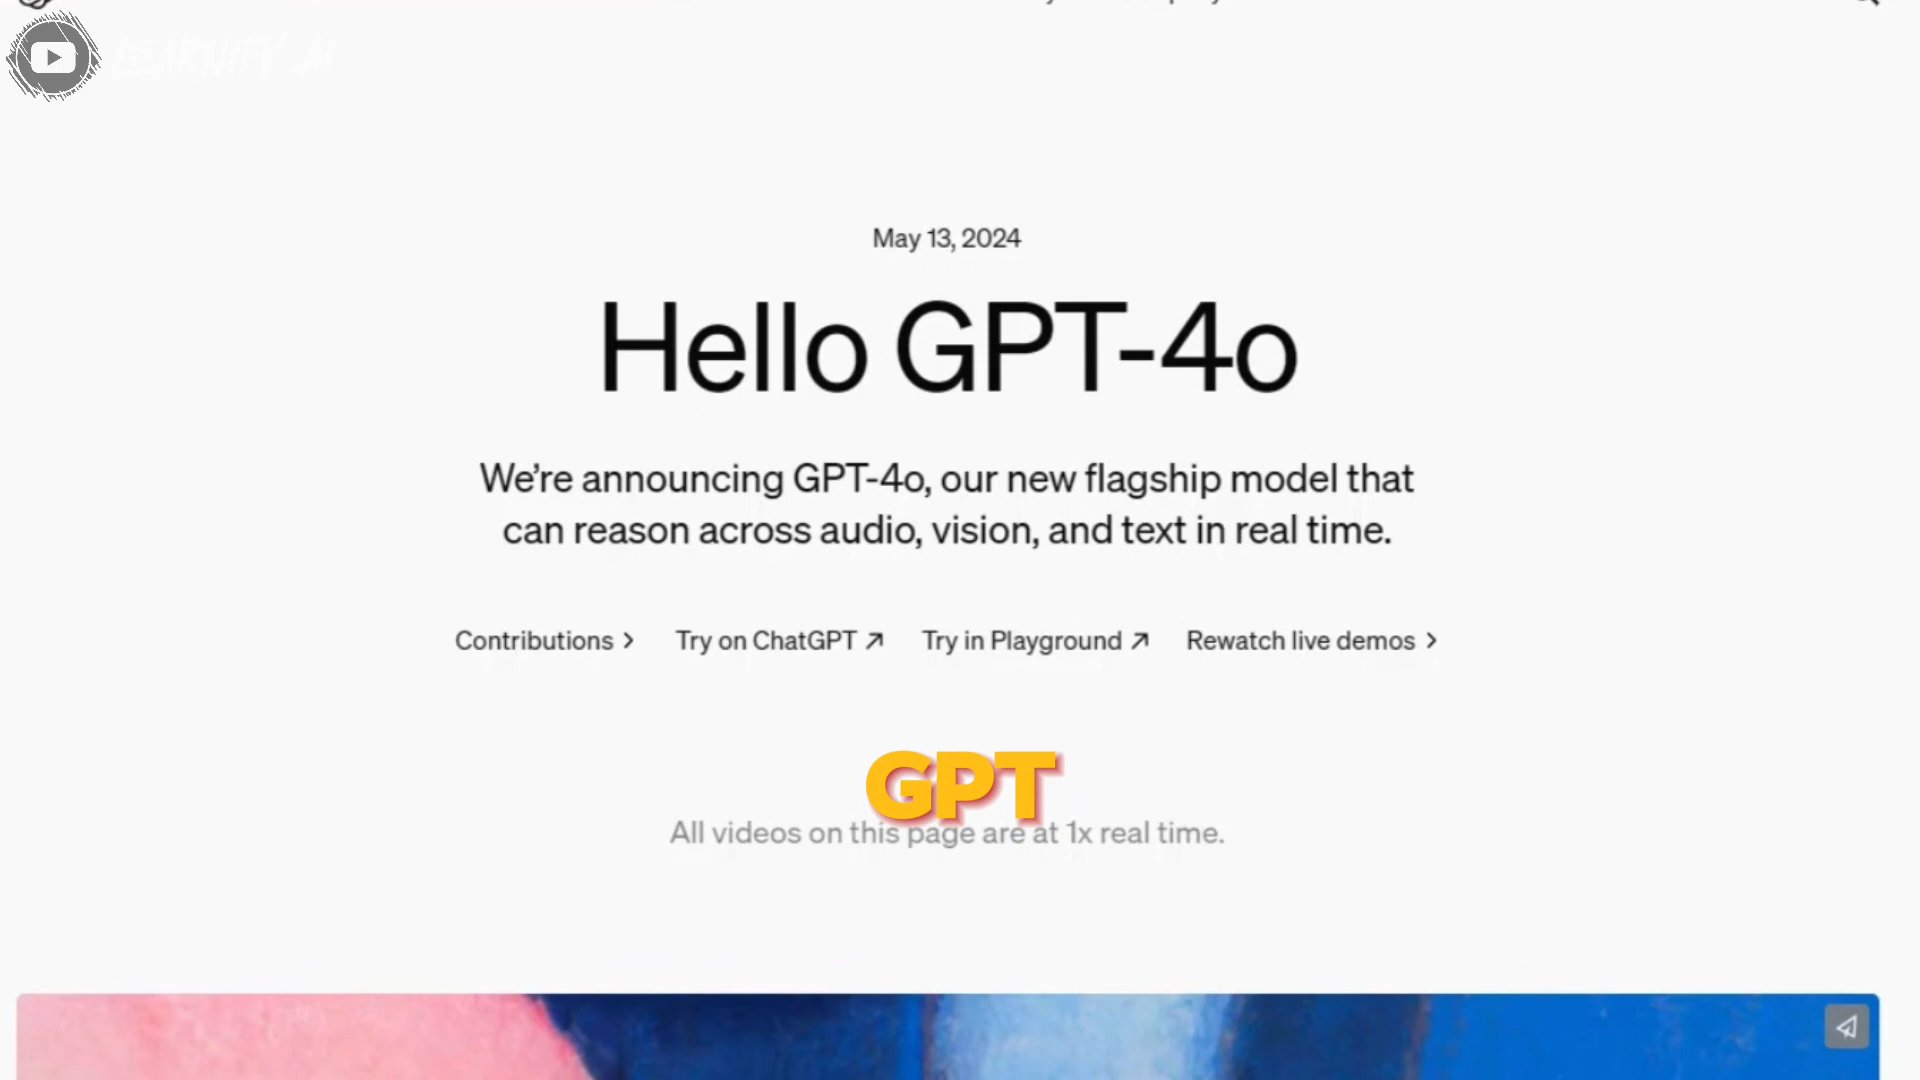 LEARNIFY AI
May 13, 2024
Hello GPT-4o
We're announcing GPT-4o, our new flagship model that
can reason across audio, vision, and text in real time.
Contributions
Try on ChatGPT
Try in Playground
Rewatch live demos
GPT
All videos on this page are at 1x real time.